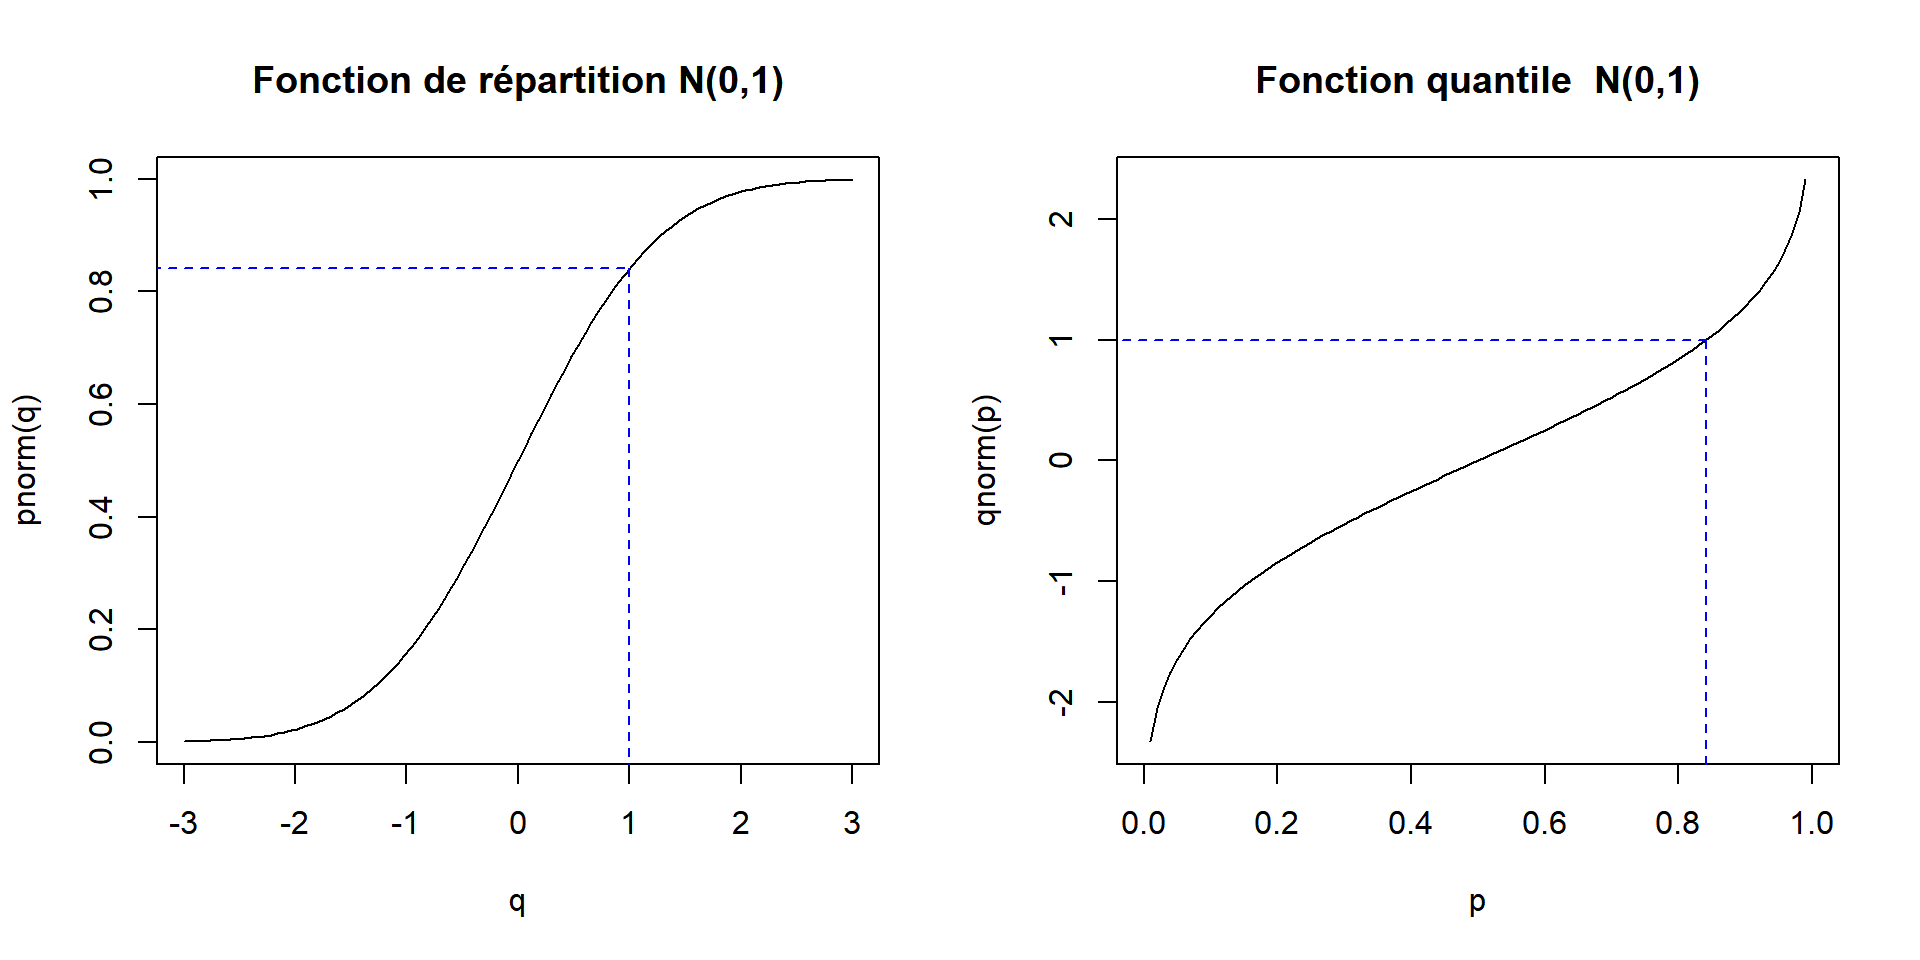 Fonction de répartition N(0,1)
pnorm(q)
1.0
0.8
0.6
0.4
0.2
0.0
-3 -2 -1 0 1 2 3
q
Fonction quantile  N(0,1)
qnorm(p)
2
1
0
-1
-2
0.0 0.2 0.4 0.6 0.8 1.0
p